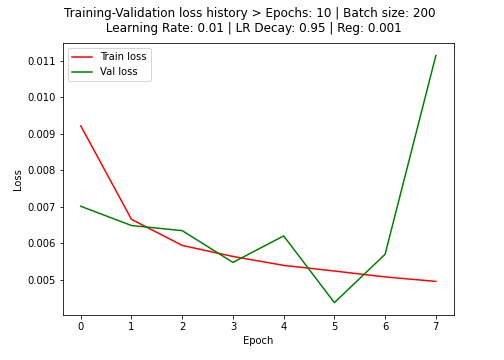 Training-Validation loss history > Epochs: 10 | Batch size: 200
Learning Rate: 0.01 | LR Decay: 0.95 | Reg: 0.001
Train loss
Val loss
0.011
0.010
0.009
0.008
0.007
0.006
0.005
Loss
0 1 2 3 4 5 6 7
Epoch